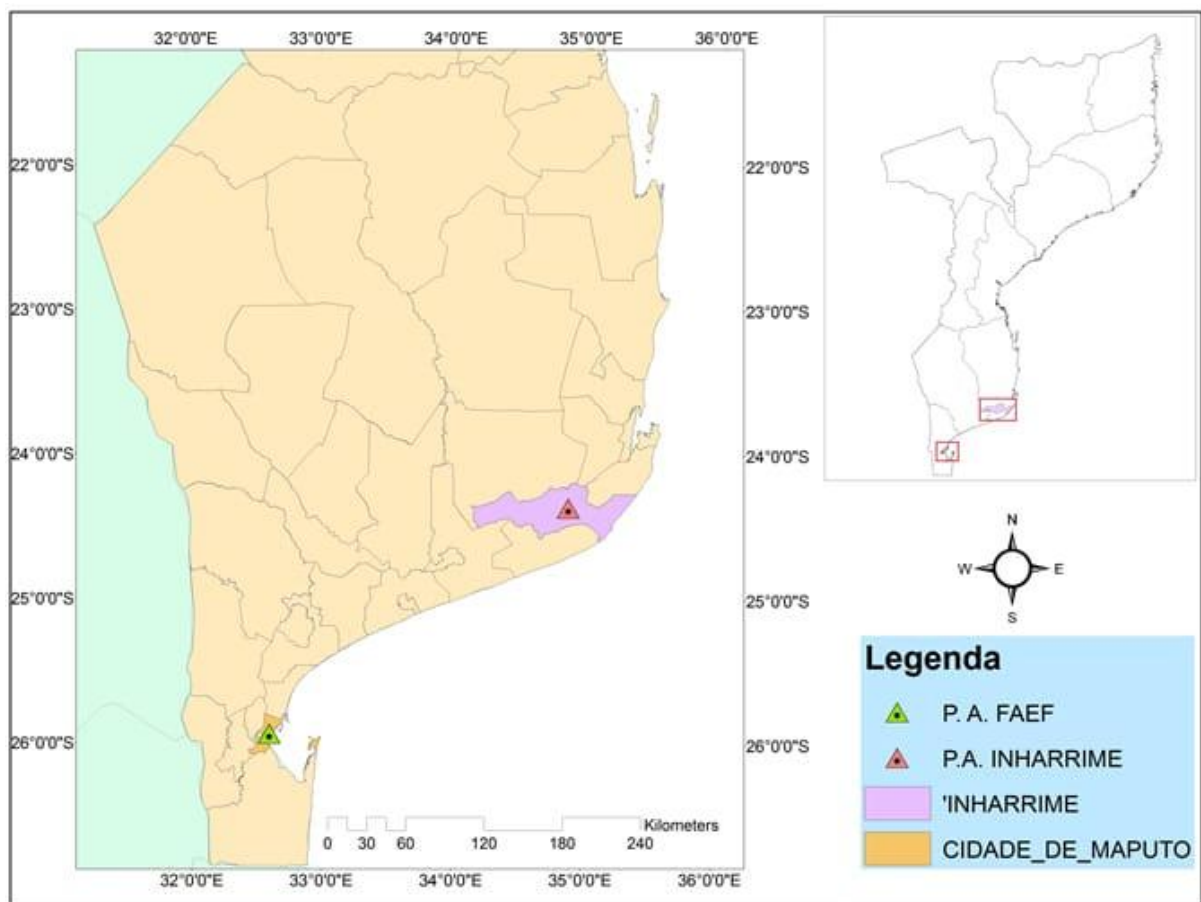 32°0'0"E 33°0'0"E 34°0'0"E 35°0'0"E 36°0'0"E
22°0'0"S 22°0'0"S
23°0'0"S 23°0'0"S
24°0'0"S 24°0'0"S
25°0'0"S 25°0'0"S
26°0'0"S 26°0'0"S
Kilometers
0 30 60 120 180 240
32°0'0"E 33°0'0"E 34°0'0"E 35°0'0"E 36°0'0"E
N
W E
S
Legenda
P. A. FAEF
P.A. INHARRIME
'INHARRIME
CIDADE_DE_MAPUTO